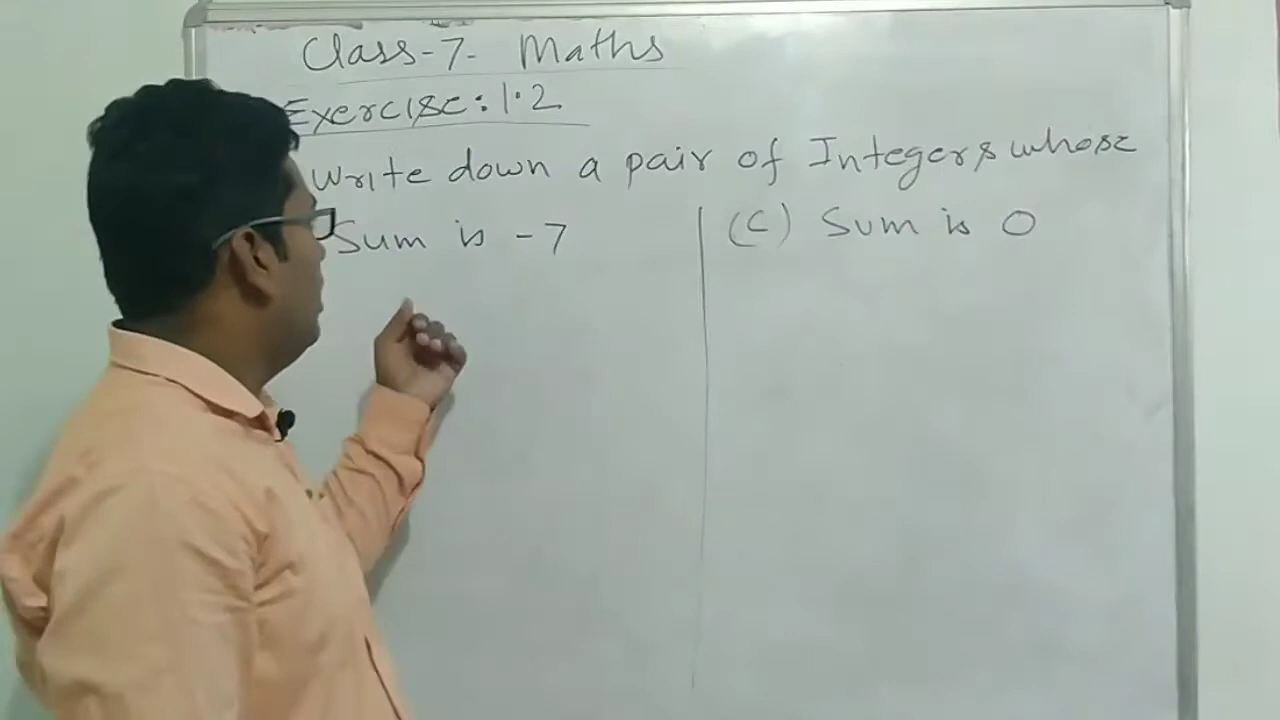 Class-7- Maths
Exercise: 1.2
Write down a pair of Integers whose
Sum is -7
(C) Sum is 0